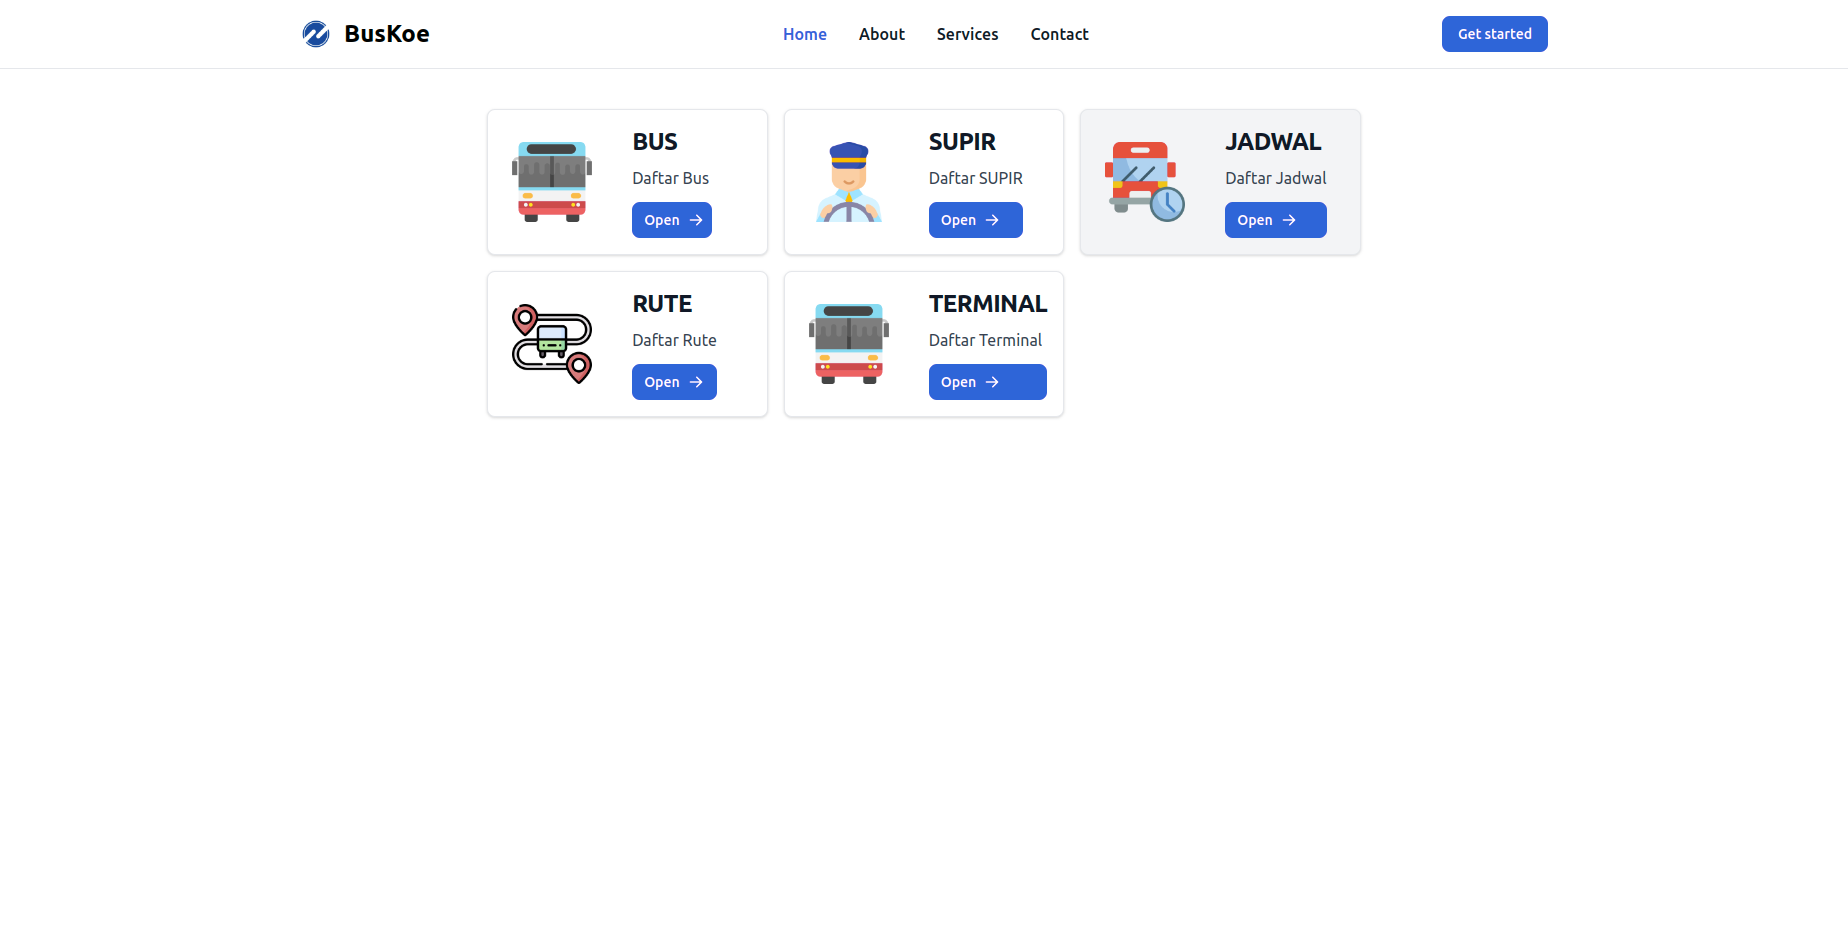 BusKoe
Home
About
Services
Contact
Get started
BUS
Daftar Bus
Open
SUPIR
Daftar SUPIR
Open
JADWAL
Daftar Jadwal
Open
RUTE
Daftar Rute
Open
TERMINAL
Daftar Terminal
Open